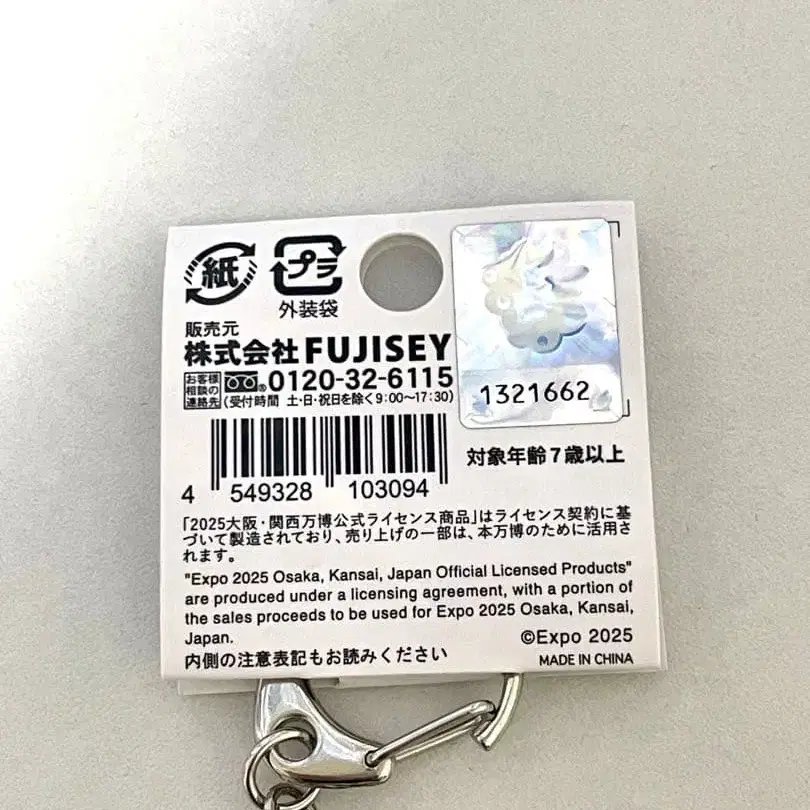 紙
プラ
外装袋
販売元
株式会社FUJISEY
お客様
相談の
連絡先
0120-32-6115
(受付時間 土・日・祝日を除く9:00～17:30)
1321662
対象年齢7歳以上
4 549328 103094
「2025大阪・関西万博公式ライセンス商品」はライセンス契約に基
づいて製造されており、売り上げの一部は、本万博のために活用さ
れます。
"Expo 2025 Osaka, Kansai, Japan Official Licensed Products"
are produced under a licensing agreement, with a portion of
the sales proceeds to be used for Expo 2025 Osaka, Kansai,
Japan.
©Expo 2025
内側の注意表記もお読みください
MADE IN CHINA